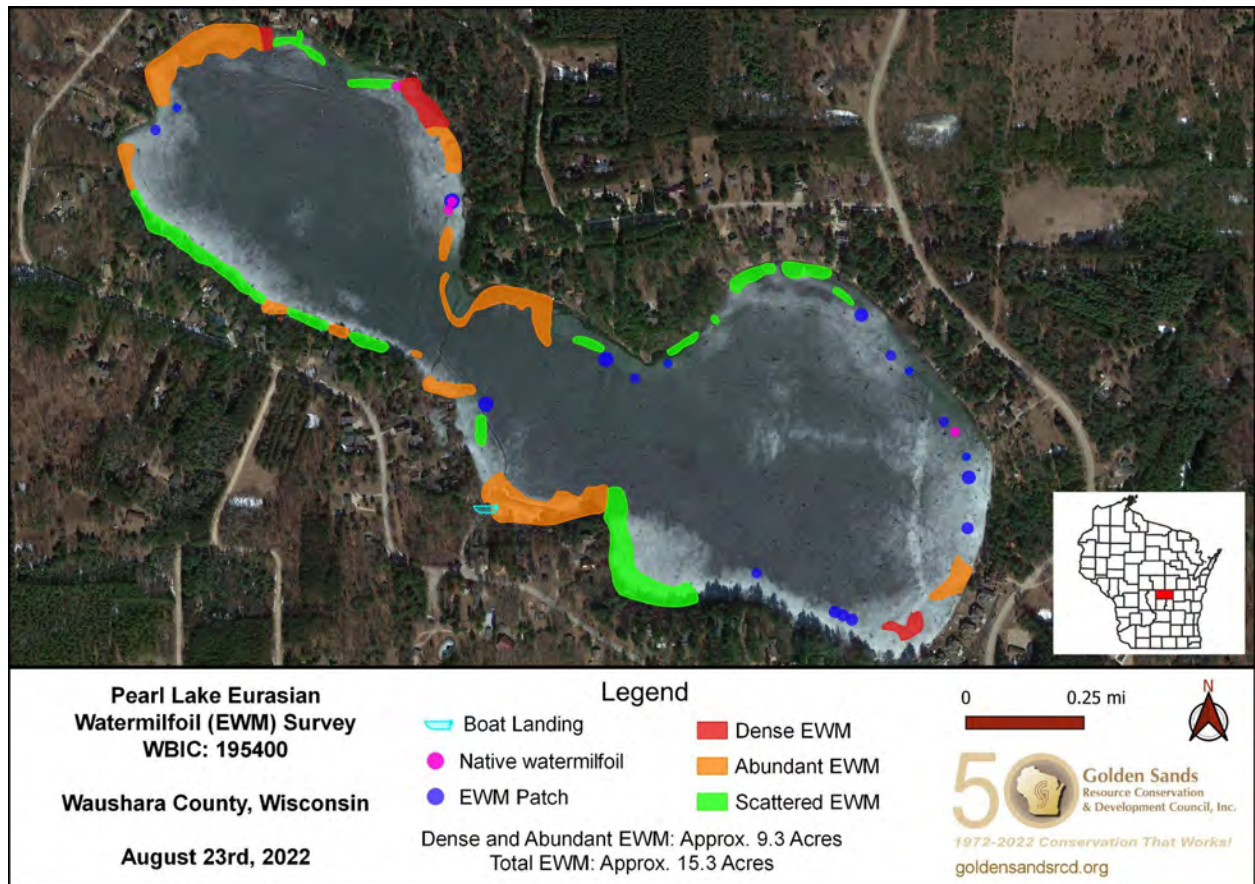 Pearl Lake Eurasian
Watermilfoil (EWM) Survey
WBIC: 195400
Waushara County, Wisconsin
August 23rd, 2022
Legend
Boat Landing
Native watermilfoil
EWM Patch
Dense EWM
Abundant EWM
Scattered EWM
Dense and Abundant EWM: Approx. 9.3 Acres
Total EWM: Approx. 15.3 Acres
0 0.25 mi
N
50
Golden Sands
Resource Conservation
& Development Council, Inc.
1972-2022 Conservation That Works!
goldensandsrcd.org